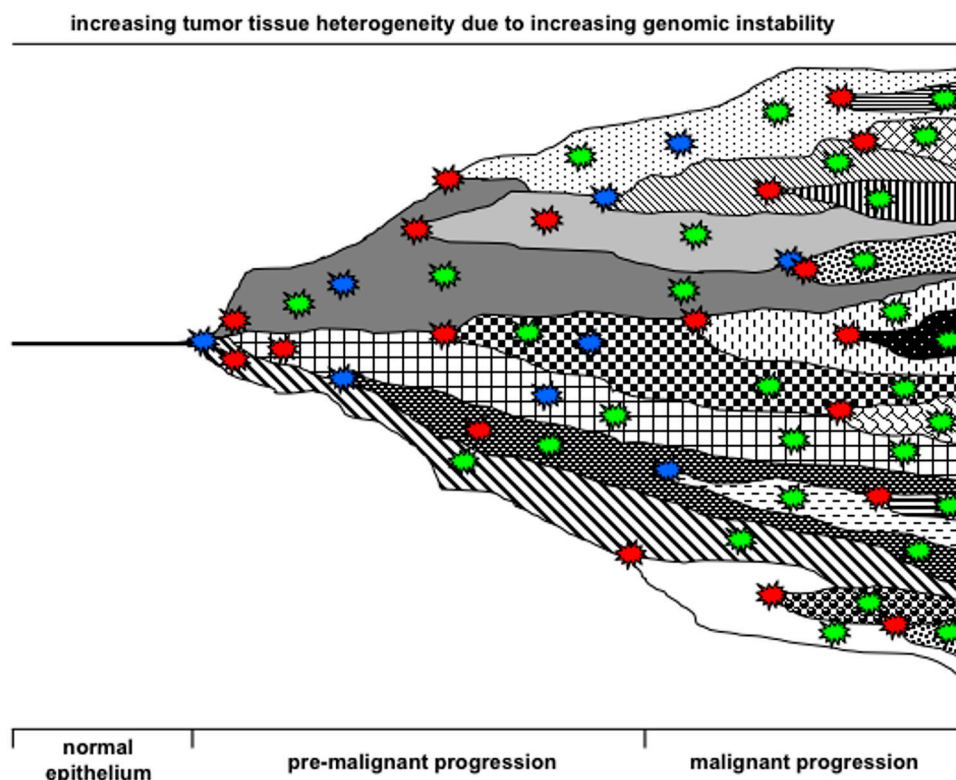 increasing tumor tissue heterogeneity due to increasing genomic instability
normal
epithelium
pre-malignant progression
malignant progression